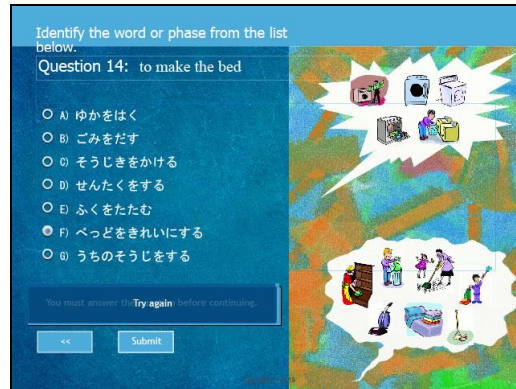 Identify the word or phase from the list
below.
Question 14: to make the bed
A) ゆかをはく
B) ごみをだす
C) そうじきをかける
D) せんたくをする
E) ふくをたたむ
F) べっどをきれいにする
G) うちのそうじをする
You must answer the before continuing.
Try again
<< Submit